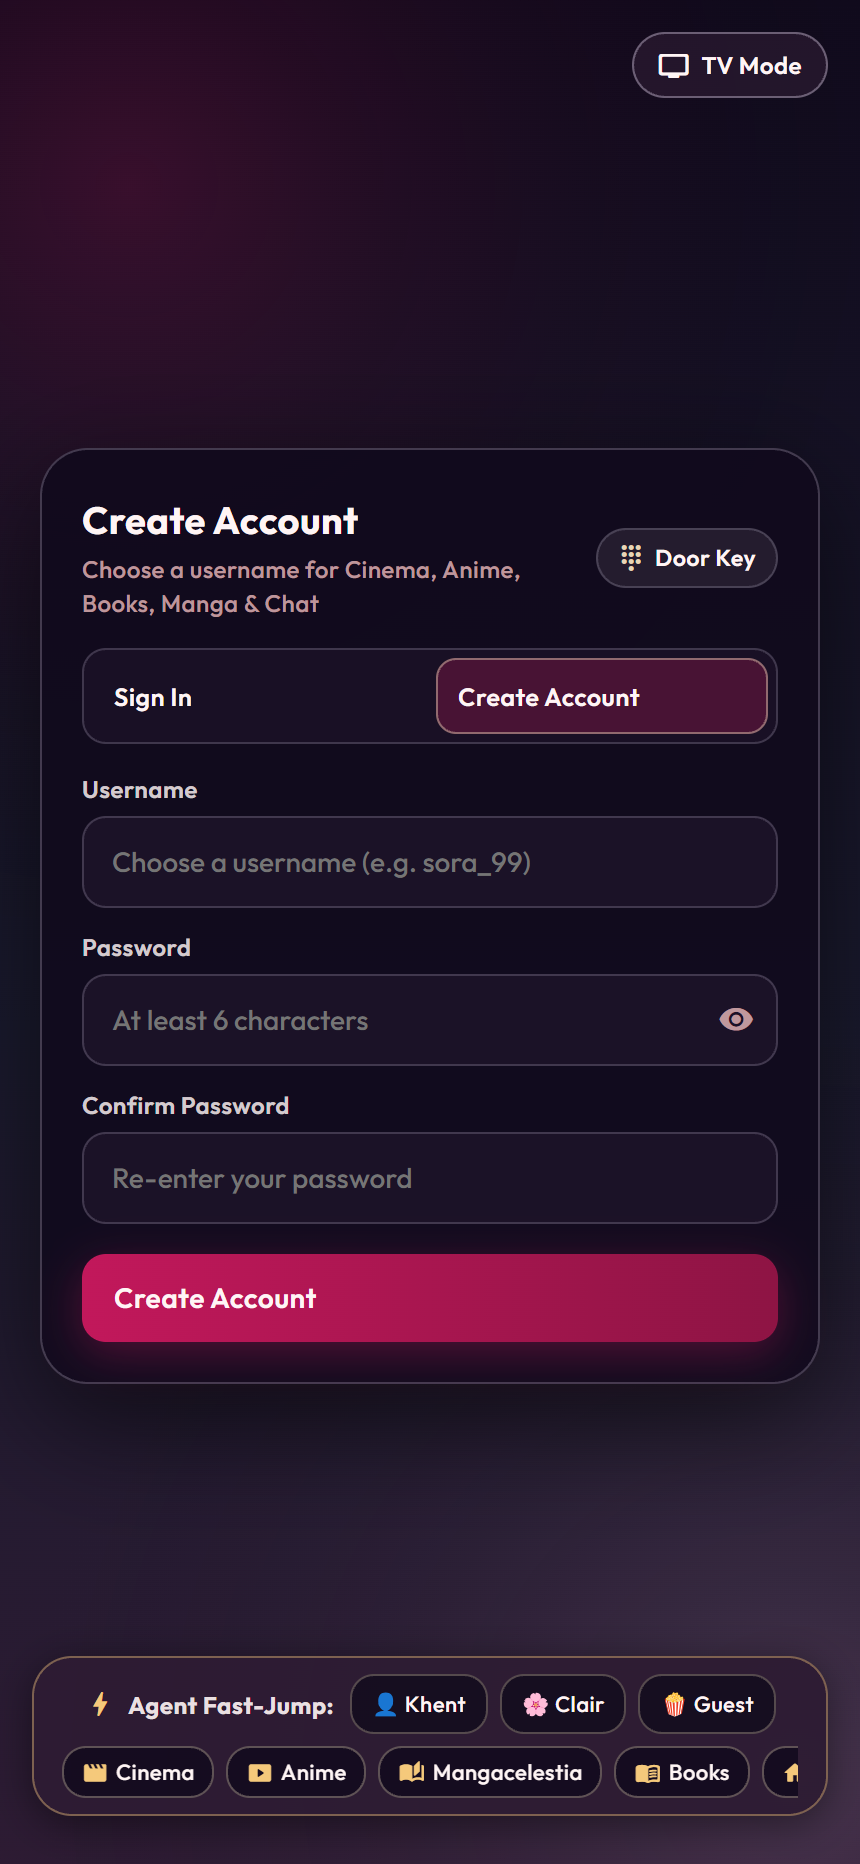 TV Mode
Create Account
Choose a username for Cinema, Anime,
Books, Manga & Chat
Door Key
Sign In
Create Account
Username
Choose a username (e.g. sora_99)
Password
At least 6 characters
Confirm Password
Re-enter your password
Create Account
Agent Fast-Jump:
Khent
Clair
Guest
Cinema
Anime
Mangacelestia
Books